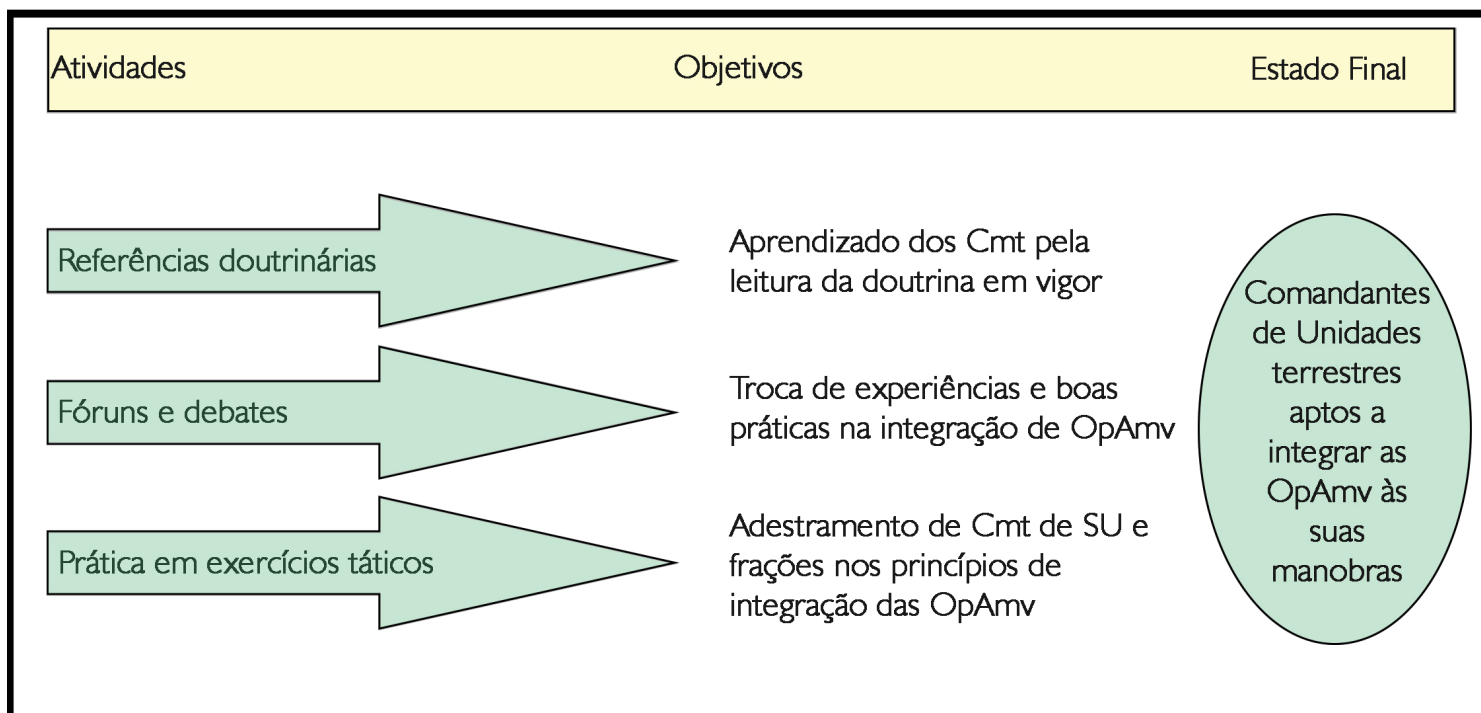 Atividades Objetivos Estado Final
Referências doutrinárias
Aprendizado dos Cmt pela
leitura da doutrina em vigor
Fóruns e debates
Troca de experiências e boas
práticas na integração de OpAmv
Prática em exercícios táticos
Adestramento de Cmt de SU e
frações nos princípios de
integração das OpAmv
Comandantes
de Unidades
terrestres
aptos a
integrar as
OpAmv às
suas
manobras